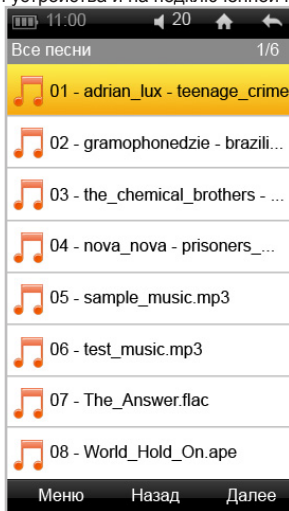 11:00 20
Все песни 1/6
01 - adrian_lux - teenage_crime
02 - gramophonedzie - brazili...
03 - the_chemical_brothers - ...
04 - nova_nova - prisoners_...
05 - sample_music.mp3
06 - test_music.mp3
07 - The_Answer.flac
08 - World_Hold_On.ape
Меню Назад Далее